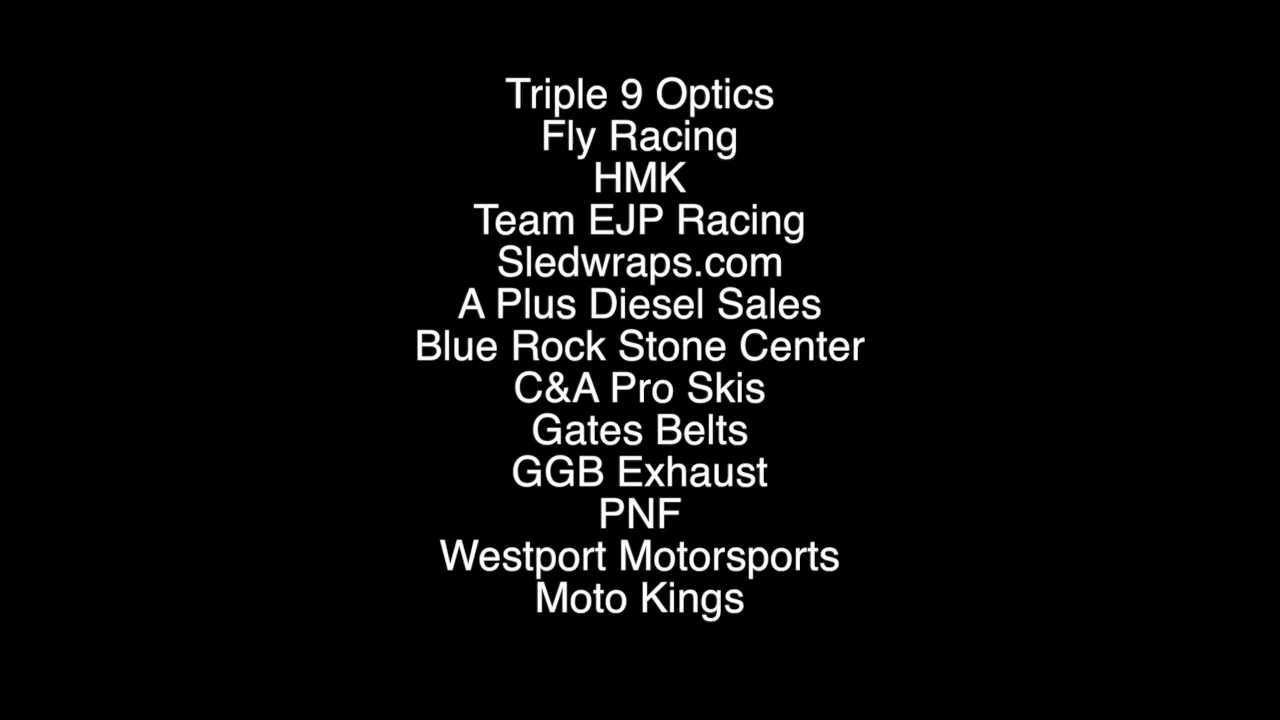 Triple 9 Optics
Fly Racing
HMK
Team EJP Racing
Sledwraps.com
A Plus Diesel Sales
Blue Rock Stone Center
C&A Pro Skis
Gates Belts
GGB Exhaust
PNF
Westport Motorsports
Moto Kings